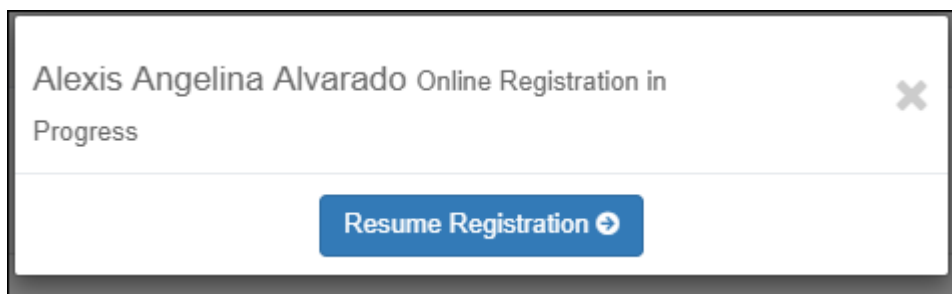 Alexis Angelina Alvarado Online Registration in
Progress
Resume Registration